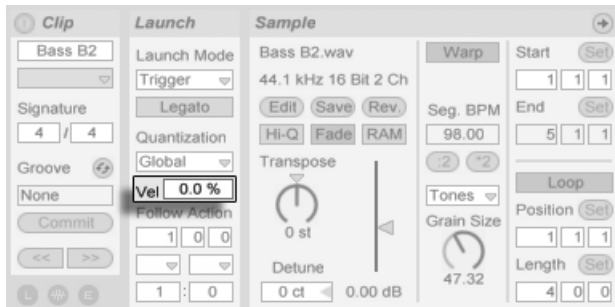 Clip
Bass B2
Signature
4 / 4
Groove
None
Commit
<< >>
L E
Launch
Launch Mode
Trigger
Legato
Quantization
Global
Vel 0.0 %
Follow Action
1 0 0
1 : 0
Sample
Bass B2.wav
44.1 kHz 16 Bit 2 Ch
Edit Save Rev.
Hi-Q Fade RAM
Transpose
0 st
Detune
0 ct 0.00 dB
Warp
Seg. BPM
98.00
:2 *2
Tones
Grain Size
47.32
Start Set
1 1 1
End Set
5 1 1
Loop
Position Set
1 1 1
Length Set
4 0 0